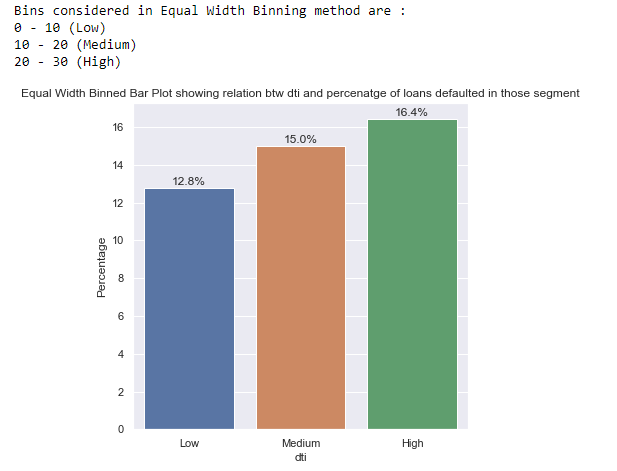 Bins considered in Equal Width Binning method are :
0 - 10 (Low)
10 - 20 (Medium)
20 - 30 (High)
Equal Width Binned Bar Plot showing relation btw dti and percenatge of loans defaulted in those segment
16.4%
15.0%
12.8%
16
14
12
10
8
6
4
2
0
Percentage
Low Medium High
dti